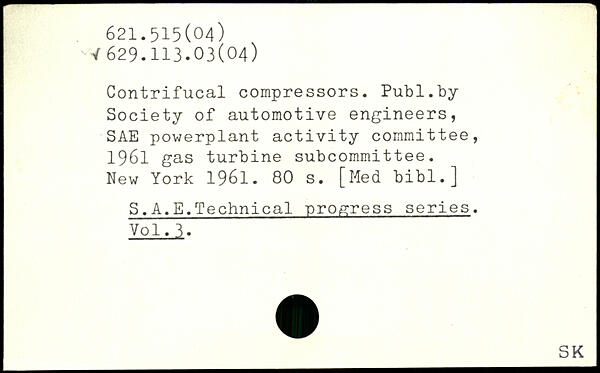 621.515(04)
√ 629.113.03(04)
Contrifucal compressors. Publ.by
Society of automotive engineers,
SAE powerplant activity committee,
1961 gas turbine subcommittee.
New York 1961. 80 s. [Med bibl.]
S.A.E.Technical progress series.
Vol.3.
SK